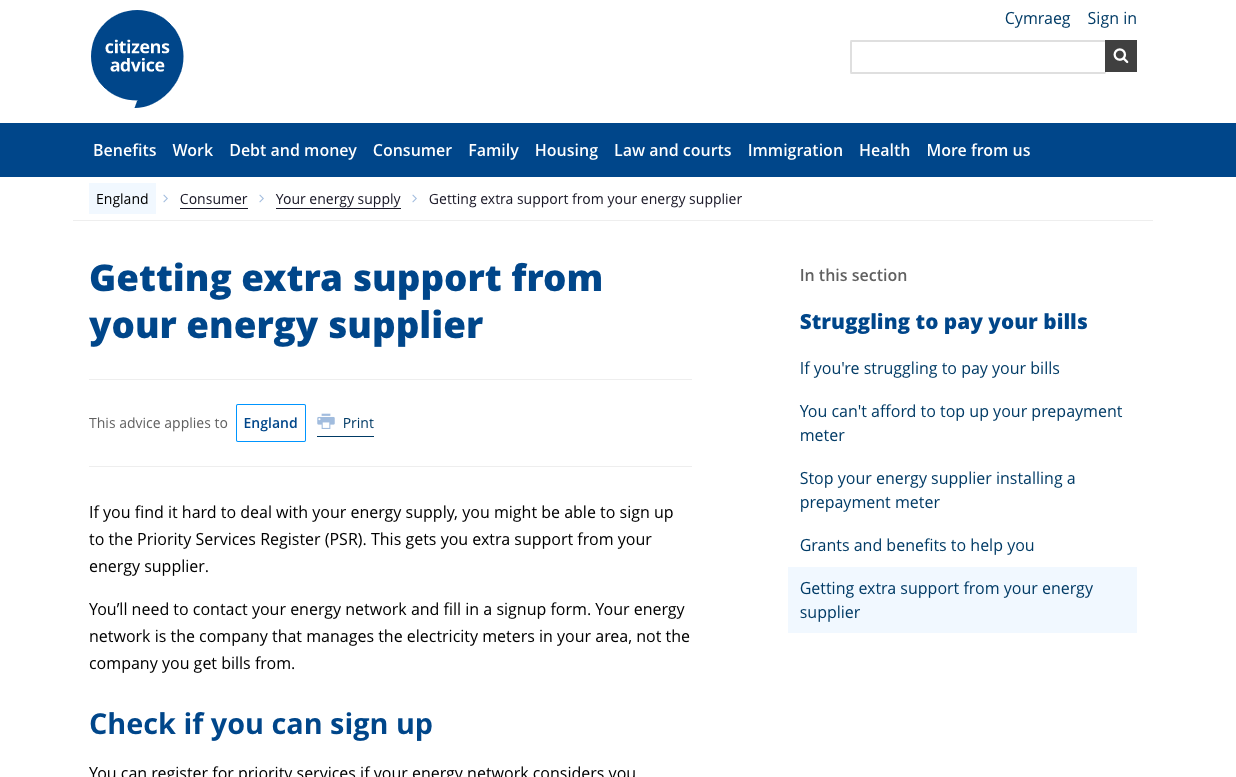 citizens
advice
Cymraeg Sign in
Benefits Work Debt and money Consumer Family Housing Law and courts Immigration Health More from us
England Consumer Your energy supply Getting extra support from your energy supplier
Getting extra support from
your energy supplier
This advice applies to England Print
If you find it hard to deal with your energy supply, you might be able to sign up
to the Priority Services Register (PSR). This gets you extra support from your
energy supplier.
You’ll need to contact your energy network and fill in a signup form. Your energy
network is the company that manages the electricity meters in your area, not the
company you get bills from.
Check if you can sign up
You can register for priority services if your energy network considers you
In this section
Struggling to pay your bills
If you're struggling to pay your bills
You can't afford to top up your prepayment
meter
Stop your energy supplier installing a
prepayment meter
Grants and benefits to help you
Getting extra support from your energy
supplier